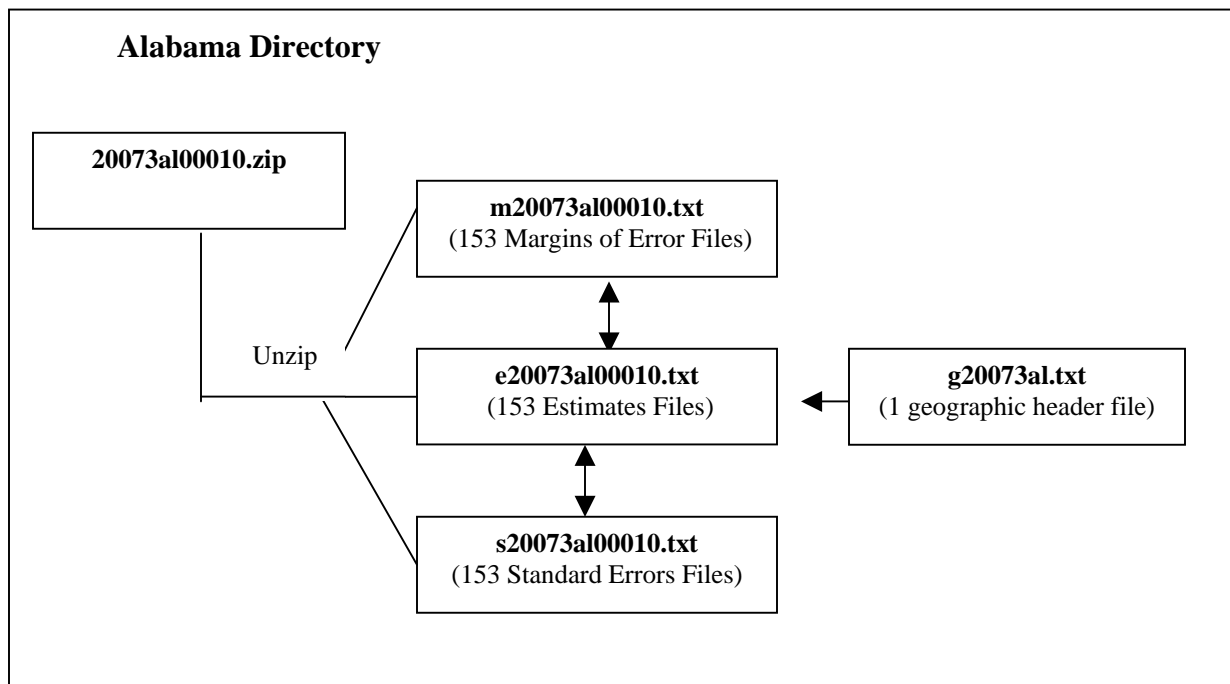 Alabama Directory
20073al00010.zip
m20073al00010.txt
(153 Margins of Error Files)
Unzip
e20073al00010.txt
(153 Estimates Files)
g20073al.txt
(1 geographic header file)
s20073al00010.txt
(153 Standard Errors Files)